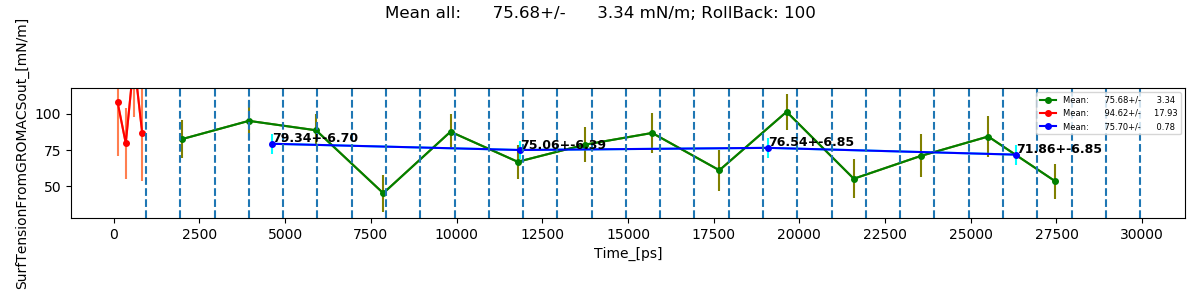 Mean all: 75.68+/- 3.34 mN/m; RollBack: 100
SurfTensionFromGROMACSout_[mN/m]
100
75
50
79.34+-6.70
75.06+-6.39
76.54+-6.85
71.86+-6.85
Mean: 75.68+/- 3.34
Mean: 94.62+/- 17.93
Mean: 75.70+/- 0.78
0 2500 5000 7500 10000 12500 15000 17500 20000 22500 25000 27500 30000
Time_[ps]